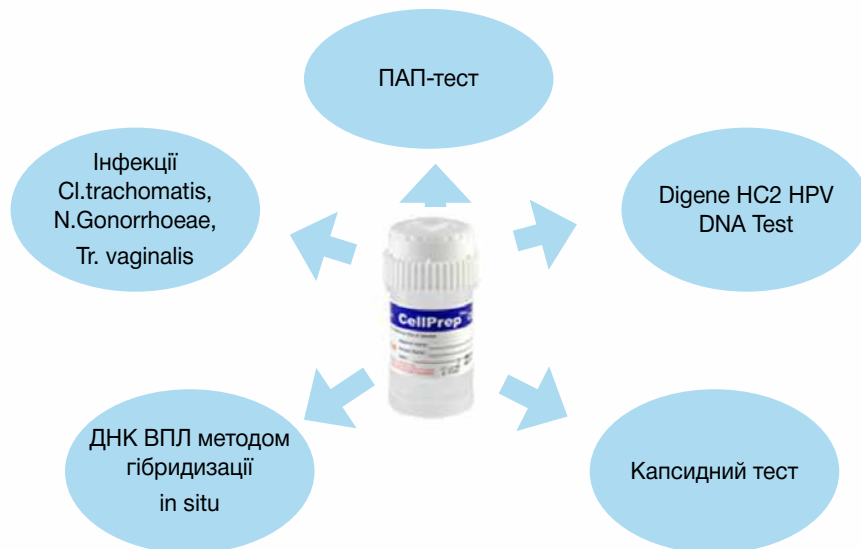 ПАП-тест
Інфекції
Cl.trachomatis,
N.Gonorrhoeae,
Tr. vaginalis
Digene HC2 HPV
DNA Test
CellPrep
ДНК ВПЛ методом
гібридизації
in situ
Капсидний тест